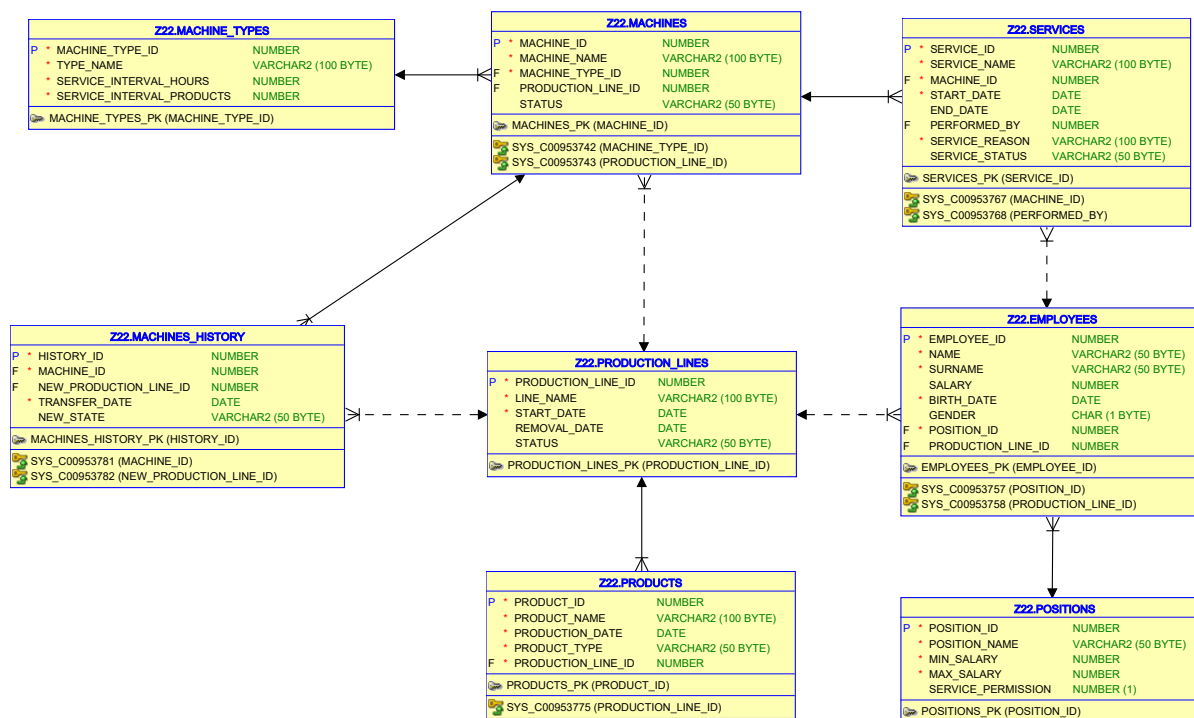 Z22.MACHINE_TYPES
P * MACHINE_TYPE_ID NUMBER
* TYPE_NAME VARCHAR2 (100 BYTE)
* SERVICE_INTERVAL_HOURS NUMBER
* SERVICE_INTERVAL_PRODUCTS NUMBER
MACHINE_TYPES_PK (MACHINE_TYPE_ID)
Z22.MACHINES
P * MACHINE_ID NUMBER
* MACHINE_NAME VARCHAR2 (100 BYTE)
F * MACHINE_TYPE_ID NUMBER
F PRODUCTION_LINE_ID NUMBER
STATUS VARCHAR2 (50 BYTE)
MACHINES_PK (MACHINE_ID)
SYS_C00953742 (MACHINE_TYPE_ID)
SYS_C00953743 (PRODUCTION_LINE_ID)
Z22.SERVICES
P * SERVICE_ID NUMBER
* SERVICE_NAME VARCHAR2 (100 BYTE)
F * MACHINE_ID NUMBER
* START_DATE DATE
END_DATE DATE
F PERFORMED_BY NUMBER
* SERVICE_REASON VARCHAR2 (100 BYTE)
SERVICE_STATUS VARCHAR2 (50 BYTE)
SERVICES_PK (SERVICE_ID)
SYS_C00953767 (MACHINE_ID)
SYS_C00953768 (PERFORMED_BY)
Z22.MACHINES_HISTORY
P * HISTORY_ID NUMBER
F * MACHINE_ID NUMBER
F NEW_PRODUCTION_LINE_ID NUMBER
* TRANSFER_DATE DATE
NEW_STATE VARCHAR2 (50 BYTE)
MACHINES_HISTORY_PK (HISTORY_ID)
SYS_C00953781 (MACHINE_ID)
SYS_C00953782 (NEW_PRODUCTION_LINE_ID)
Z22.PRODUCTION_LINES
P * PRODUCTION_LINE_ID NUMBER
* LINE_NAME VARCHAR2 (100 BYTE)
* START_DATE DATE
REMOVAL_DATE DATE
STATUS VARCHAR2 (50 BYTE)
PRODUCTION_LINES_PK (PRODUCTION_LINE_ID)
Z22.EMPLOYEES
P * EMPLOYEE_ID NUMBER
* NAME VARCHAR2 (50 BYTE)
* SURNAME VARCHAR2 (50 BYTE)
SALARY NUMBER
* BIRTH_DATE DATE
GENDER CHAR (1 BYTE)
F * POSITION_ID NUMBER
F PRODUCTION_LINE_ID NUMBER
EMPLOYEES_PK (EMPLOYEE_ID)
SYS_C00953757 (POSITION_ID)
SYS_C00953758 (PRODUCTION_LINE_ID)
Z22.PRODUCTS
P * PRODUCT_ID NUMBER
* PRODUCT_NAME VARCHAR2 (100 BYTE)
* PRODUCTION_DATE DATE
* PRODUCT_TYPE VARCHAR2 (50 BYTE)
F * PRODUCTION_LINE_ID NUMBER
PRODUCTS_PK (PRODUCT_ID)
SYS_C00953775 (PRODUCTION_LINE_ID)
Z22.POSITIONS
P * POSITION_ID NUMBER
* POSITION_NAME VARCHAR2 (50 BYTE)
* MIN_SALARY NUMBER
* MAX_SALARY NUMBER
SERVICE_PERMISSION NUMBER (1)
POSITIONS_PK (POSITION_ID)